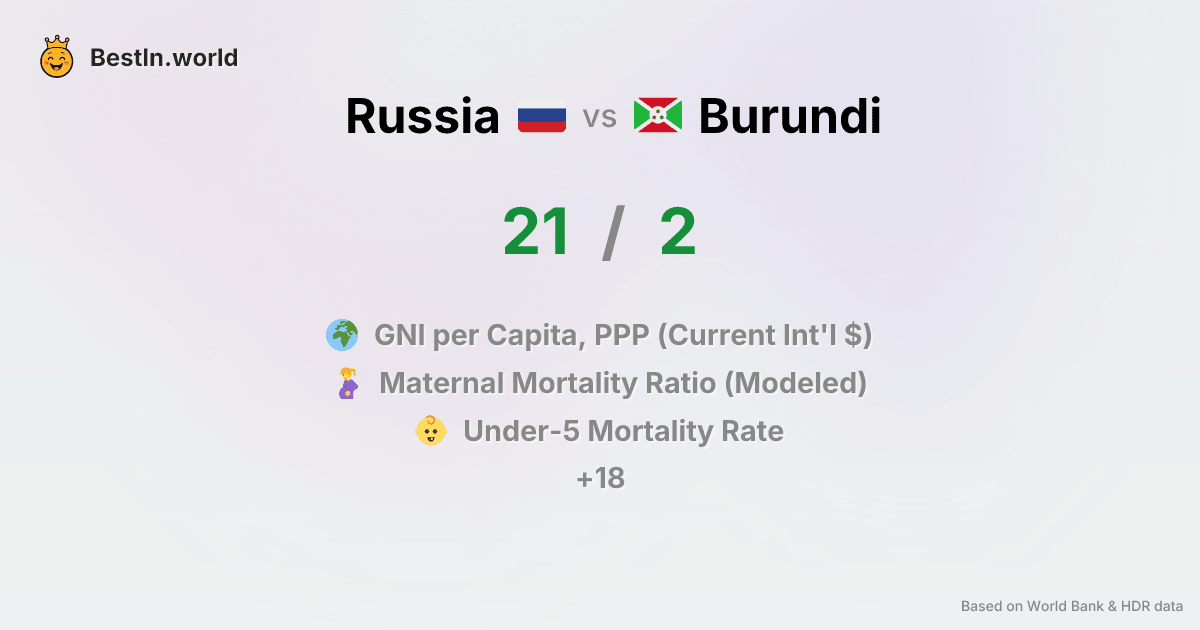 BestIn.world
Russia vs Burundi
21 / 2
GNI per Capita, PPP (Current Int'l $)
Maternal Mortality Ratio (Modeled)
Under-5 Mortality Rate
+18
Based on World Bank & HDR data